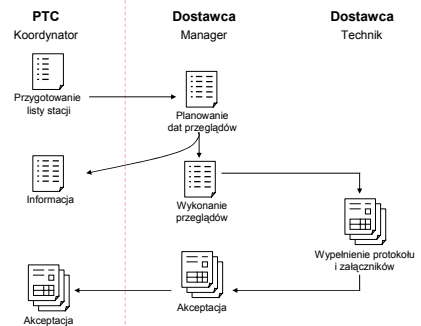 PTC
Koordynator
Dostawca
Manager
Dostawca
Technik
Przygotowanie
listy stacji
Planowanie
dat przeglądów
Informacja
Wykonanie
przeglądów
Wypełnienie protokołu
i załączników
Akceptacja
Akceptacja